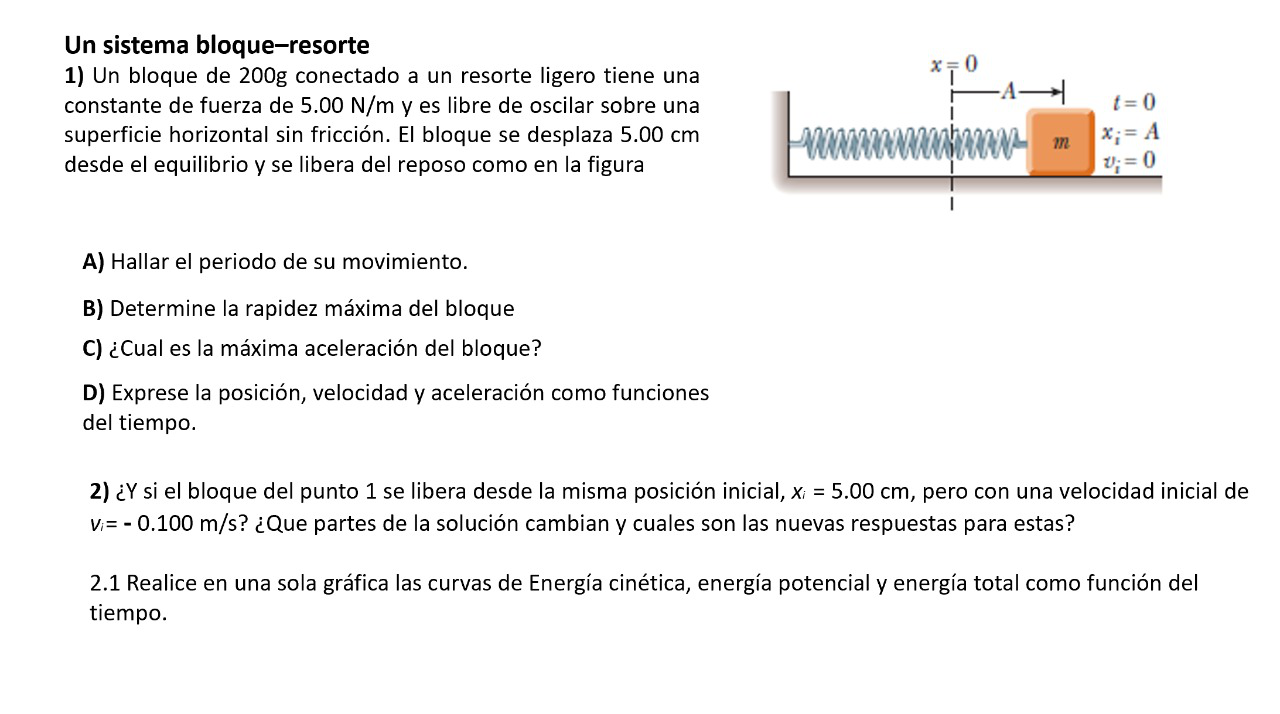 Un sistema bloque–resorte
1) Un bloque de 200g conectado a un resorte ligero tiene una
constante de fuerza de 5.00 N/m y es libre de oscilar sobre una
superficie horizontal sin fricción. El bloque se desplaza 5.00 cm
desde el equilibrio y se libera del reposo como en la figura
x = 0
A
t = 0
xi = A
vi = 0
m
A) Hallar el periodo de su movimiento.
B) Determine la rapidez máxima del bloque
C) ¿Cual es la máxima aceleración del bloque?
D) Exprese la posición, velocidad y aceleración como funciones
del tiempo.
2) ¿Y si el bloque del punto 1 se libera desde la misma posición inicial, xi = 5.00 cm, pero con una velocidad inicial de
vi = - 0.100 m/s? ¿Que partes de la solución cambian y cuales son las nuevas respuestas para estas?
2.1 Realice en una sola gráfica las curvas de Energía cinética, energía potencial y energía total como función del
tiempo.